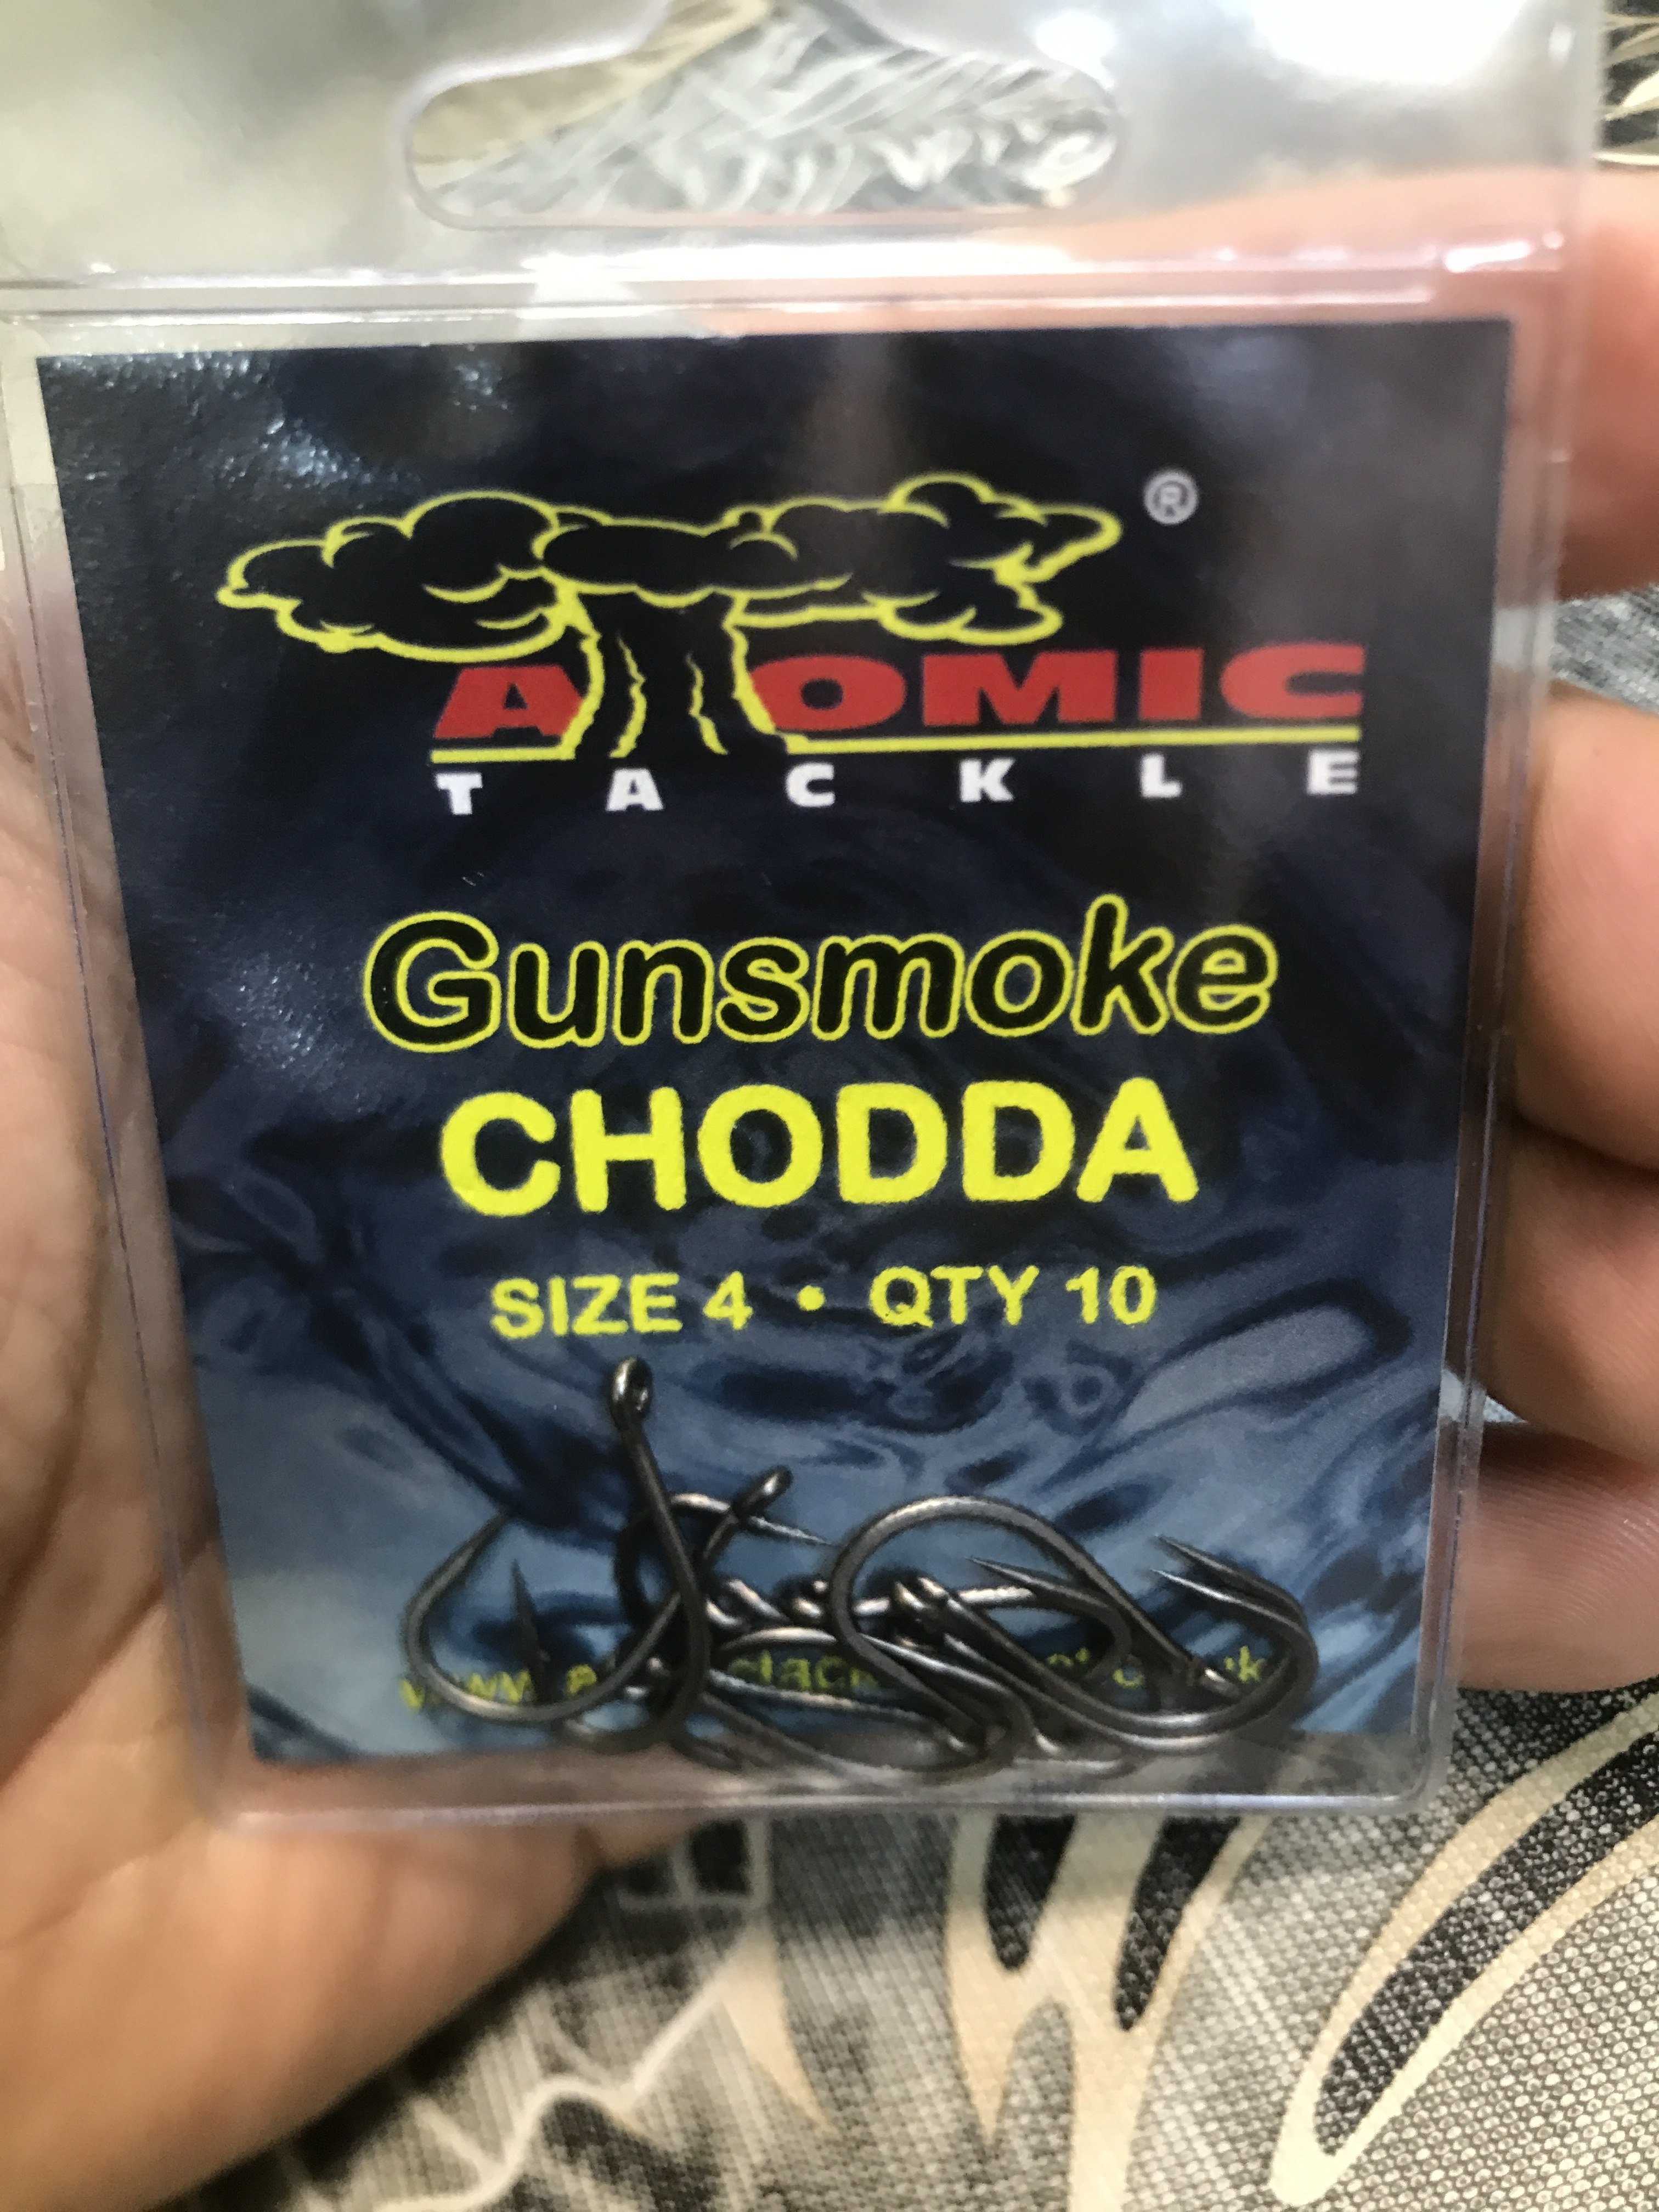 ATOMIC ®
TACKLE
Gunsmoke
CHODDA
SIZE 4 • QTY 10